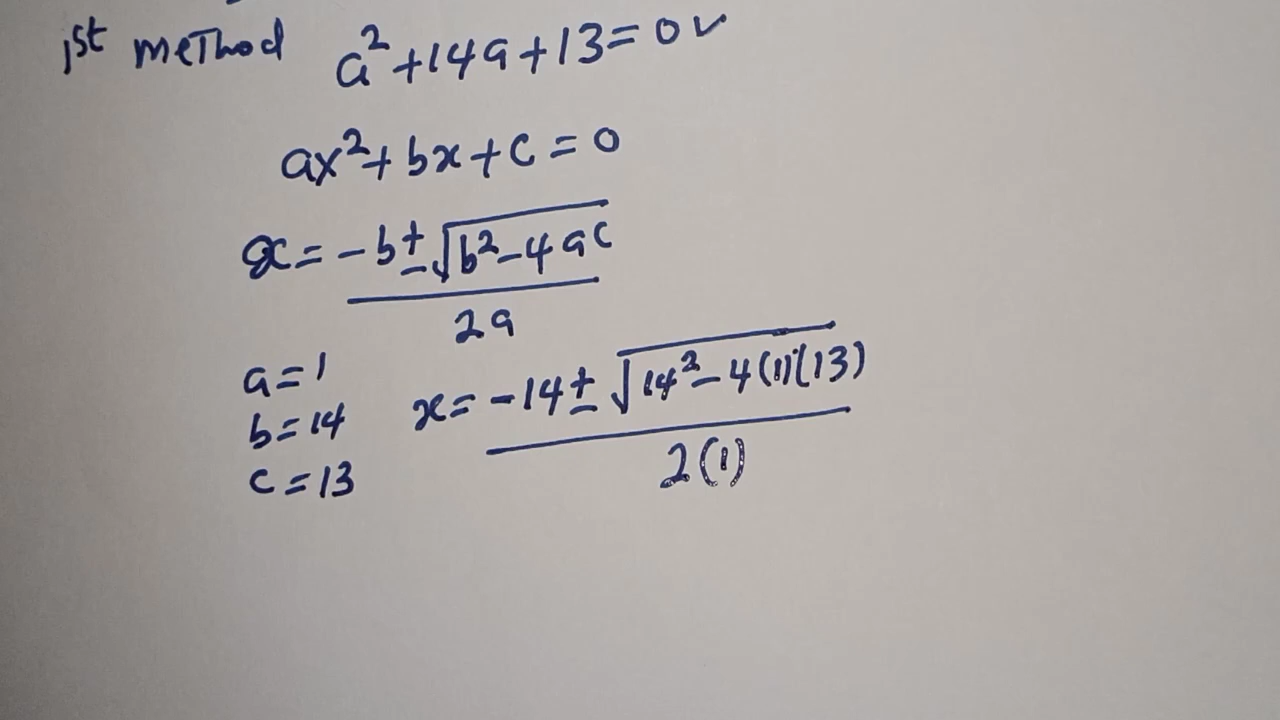 1st method a²+14a+13=0✓
ax²+bx+c=0
x=-b±√b²-4ac
2a
a=1
b=14
c=13
x=-14±√14²-4(1)(13)
2(1)